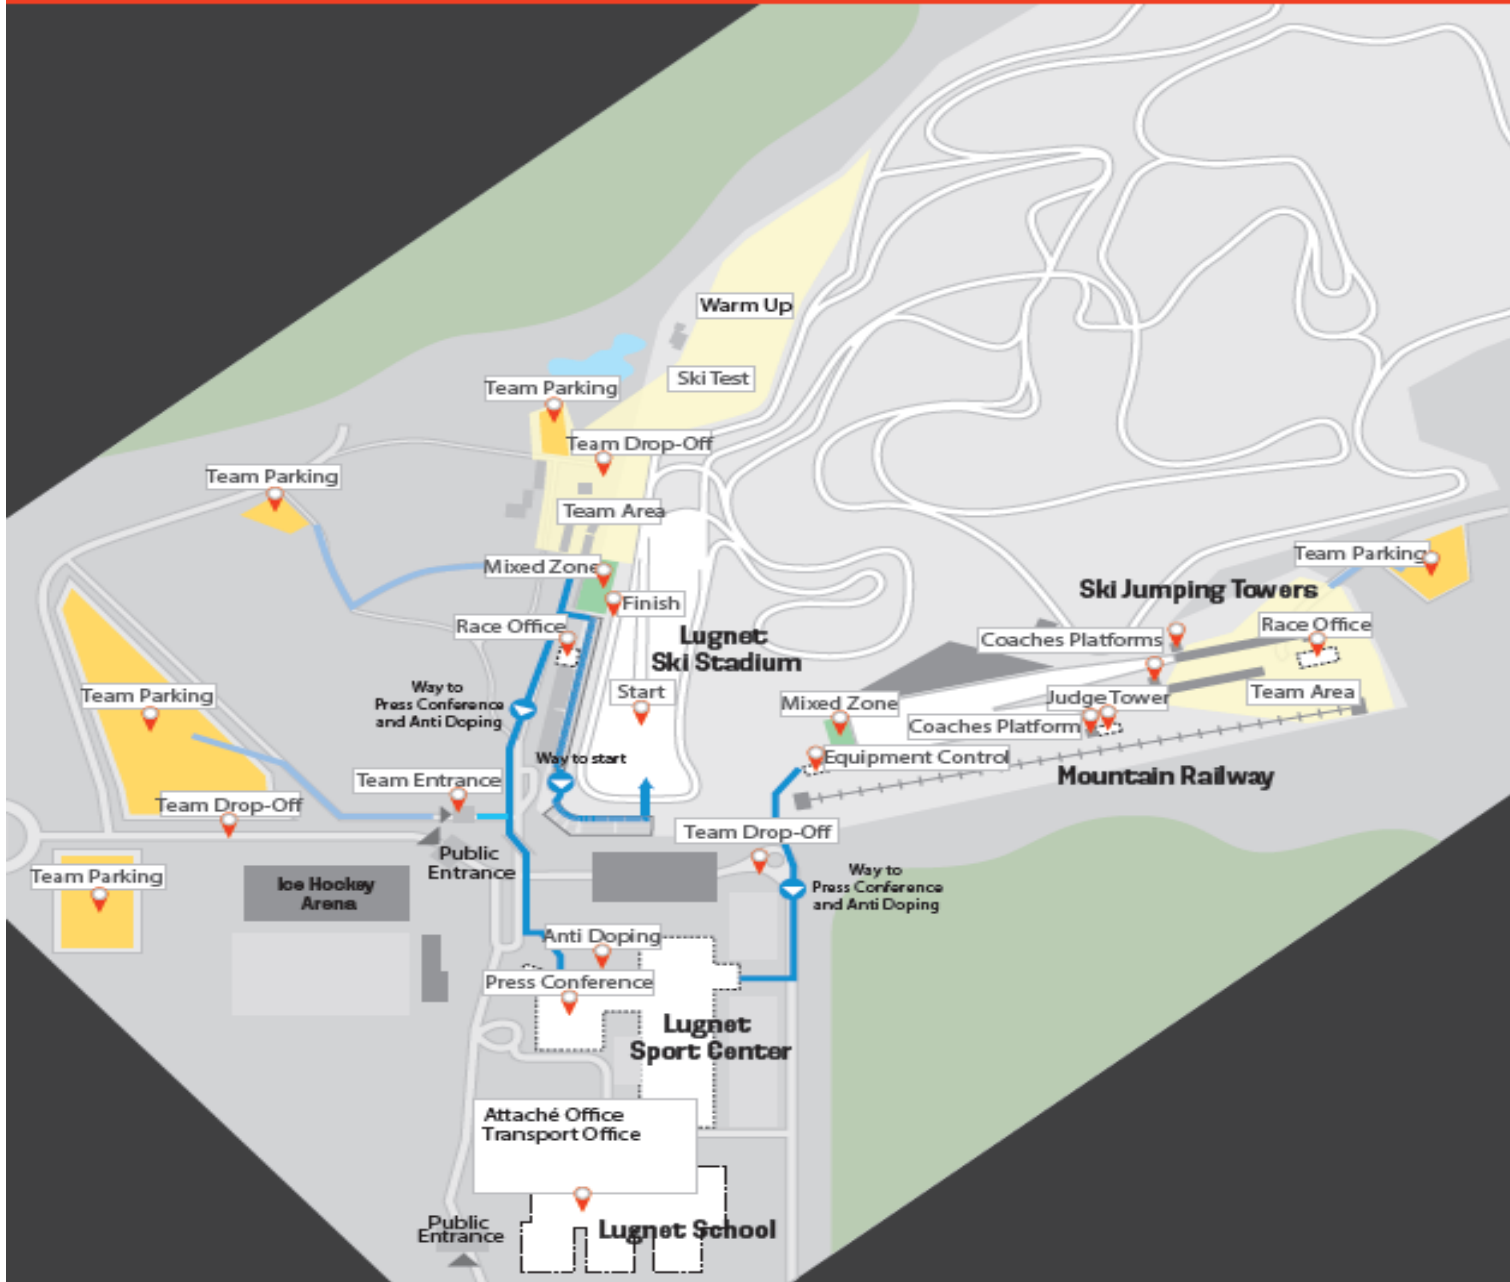 Warm Up
Ski Test
Team Parking
Team Drop-Off
Team Parking
Team Area
Mixed Zone
Finish
Race Office
Lugnet
Ski Stadium
Start
Way to
Press Conference
and Anti Doping
Way to start
Team Parking
Team Entrance
Team Drop-Off
Public
Entrance
Team Parking
Ice Hockey
Arena
Team Parking
Ski Jumping Towers
Coaches Platforms
Race Office
Team Area
Judge Tower
Mixed Zone
Coaches Platform
Equipment Control
Mountain Railway
Team Drop-Off
Way to
Press Conference
and Anti Doping
Anti Doping
Press Conference
Lugnet
Sport Center
Attaché Office
Transport Office
Lugnet School
Public
Entrance